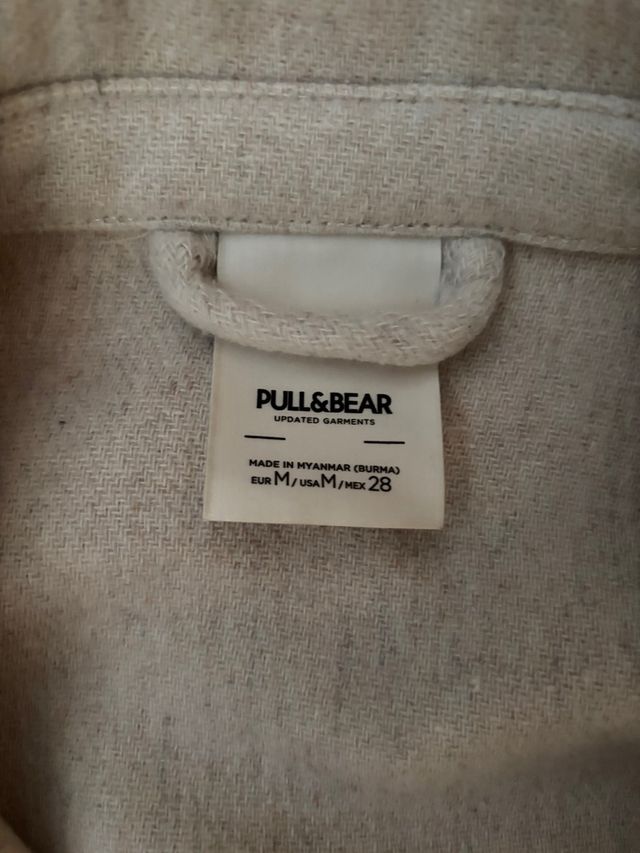 PULL&BEAR
UPDATED GARMENTS
MADE IN MYANMAR (BURMA)
EUR M / USA M / MEX 28